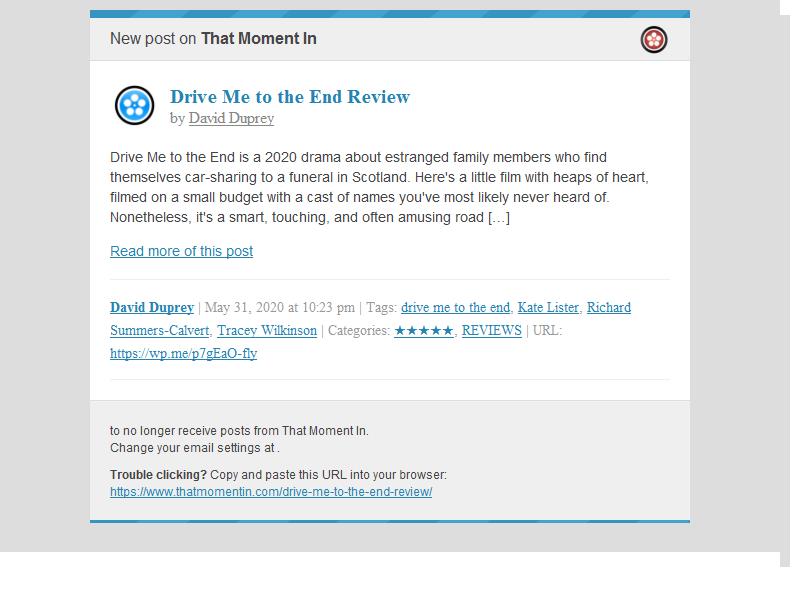 New post on That Moment In
Drive Me to the End Review
by David Duprey
Drive Me to the End is a 2020 drama about estranged family members who find
themselves car-sharing to a funeral in Scotland. Here's a little film with heaps of heart,
filmed on a small budget with a cast of names you've most likely never heard of.
Nonetheless, it's a smart, touching, and often amusing road […]
Read more of this post
David Duprey | May 31, 2020 at 10:23 pm | Tags: drive me to the end, Kate Lister, Richard
Summers-Calvert, Tracey Wilkinson | Categories: ★★★★★, REVIEWS | URL:
https://wp.me/p7gEaO-fly
to no longer receive posts from That Moment In.
Change your email settings at .
Trouble clicking? Copy and paste this URL into your browser:
https://www.thatmomentin.com/drive-me-to-the-end-review/